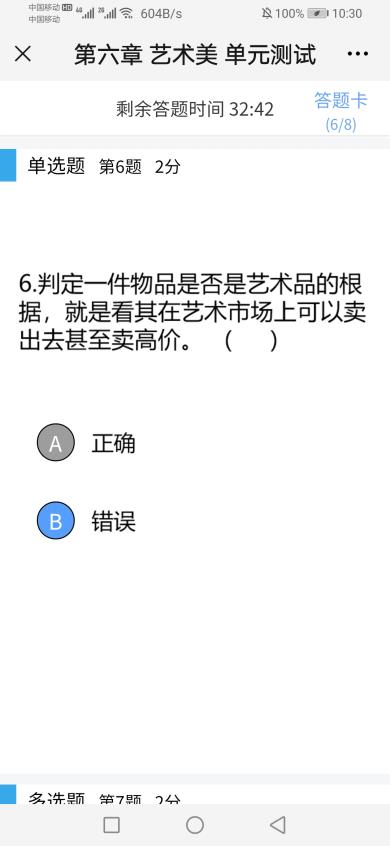 中国移动 HD 4G 2G 604B/s 100% 10:30
中国移动
第六章 艺术美 单元测试
剩余答题时间 32:42
答题卡
(6/8)
单选题 第6题 2分
6.判定一件物品是否是艺术品的根
据，就是看其在艺术市场上可以卖
出去甚至卖高价。 （ ）
A 正确
B 错误
多选题 第7题 2分